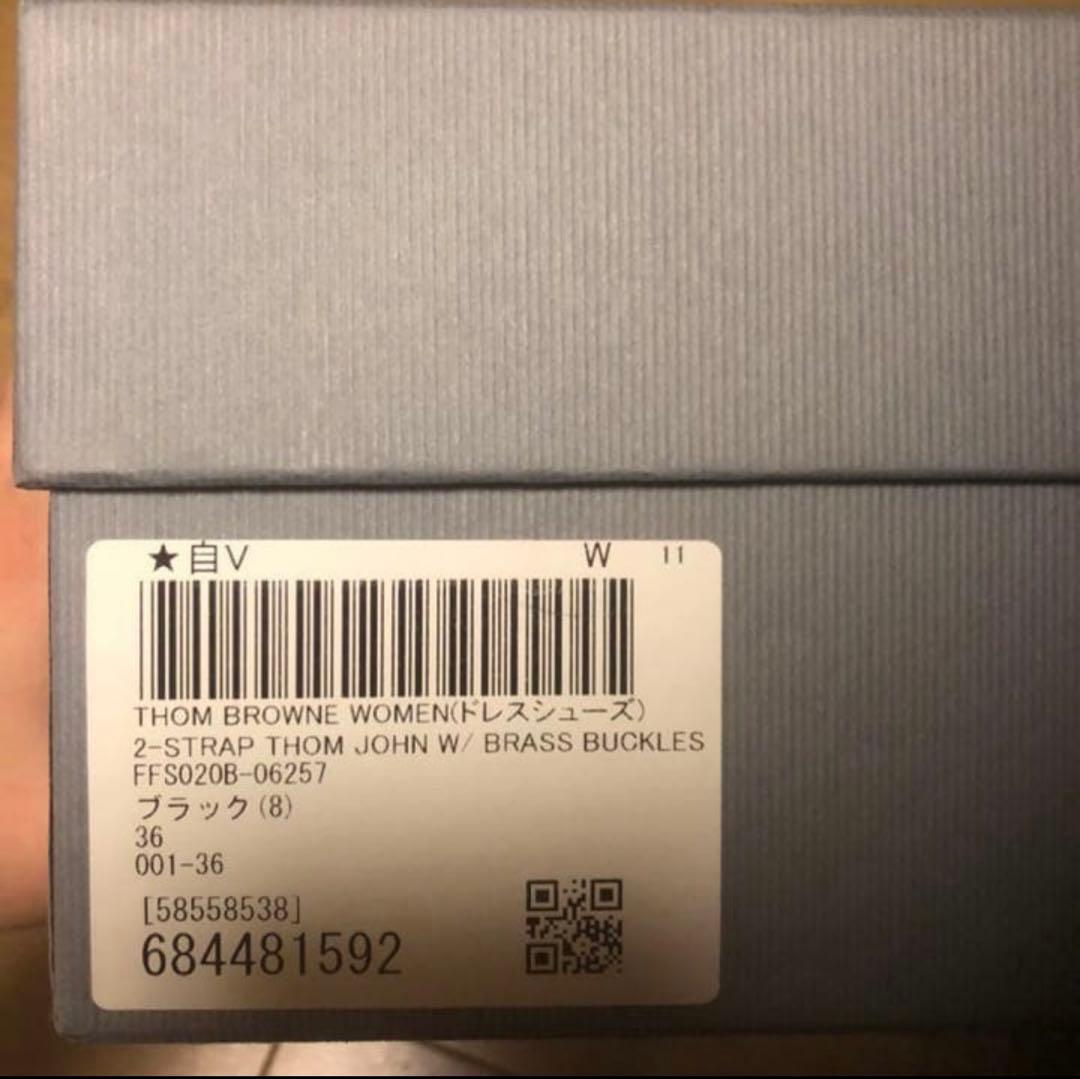 ★自V W 11
THOM BROWNE WOMEN(ドレスシューズ)
2-STRAP THOM JOHN W/ BRASS BUCKLES
FFS020B-06257
ブラック(8)
36
001-36
[58558538]
684481592